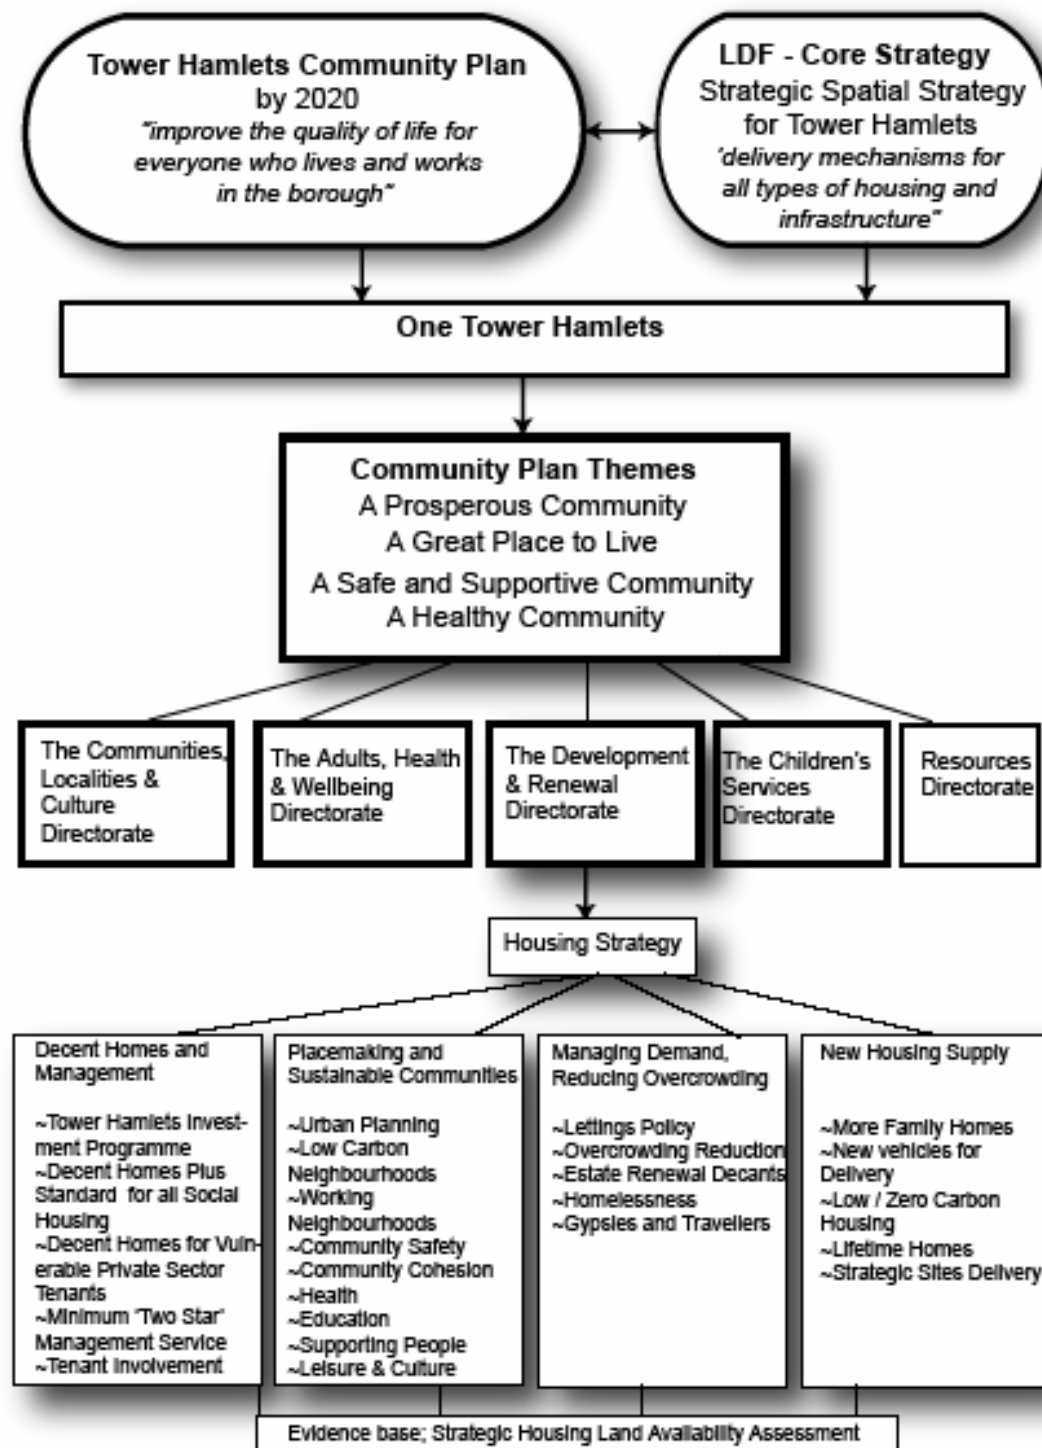 Tower Hamlets Community Plan
by 2020
"improve the quality of life for
everyone who lives and works
in the borough"
LDF - Core Strategy
Strategic Spatial Strategy
for Tower Hamlets
'delivery mechanisms for
all types of housing and
infrastructure"
One Tower Hamlets
Community Plan Themes
A Prosperous Community
A Great Place to Live
A Safe and Supportive Community
A Healthy Community
The Communities,
Localities &
Culture
Directorate
The Adults, Health
& Wellbeing
Directorate
The Development
& Renewal
Directorate
The Children's
Services
Directorate
Resources
Directorate
Housing Strategy
Decent Homes and
Management
~Tower Hamlets Invest-
ment Programme
~Decent Homes Plus
Standard for all Social
Housing
~Decent Homes for Vuln-
erable Private Sector
Tenants
~Minimum 'Two Star'
Management Service
~Tenant Involvement
Placemaking and
Sustainable Communities
~Urban Planning
~Low Carbon
Neighbourhoods
~Working
Neighbourhoods
~Community Safety
~Community Cohesion
~Health
~Education
~Supporting People
~Leisure & Culture
Managing Demand,
Reducing Overcrowding
~Lettings Policy
~Overcrowding Reduction
~Estate Renewal Decants
~Homelessness
~Gypsies and Travellers
New Housing Supply
~More Family Homes
~New vehicles for
Delivery
~Low / Zero Carbon
Housing
~Lifetime Homes
~Strategic Sites Delivery
Evidence base; Strategic Housing Land Availability Assessment